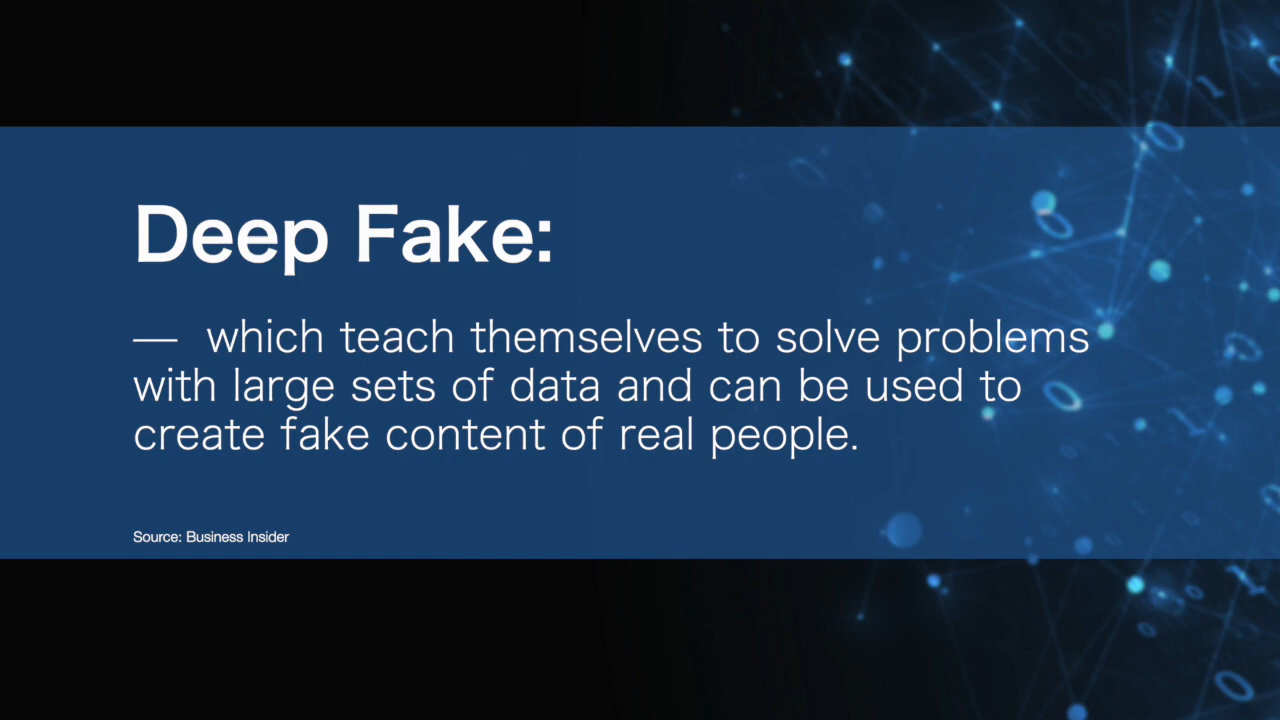 Deep Fake:
— which teach themselves to solve problems
with large sets of data and can be used to
create fake content of real people.
Source: Business Insider